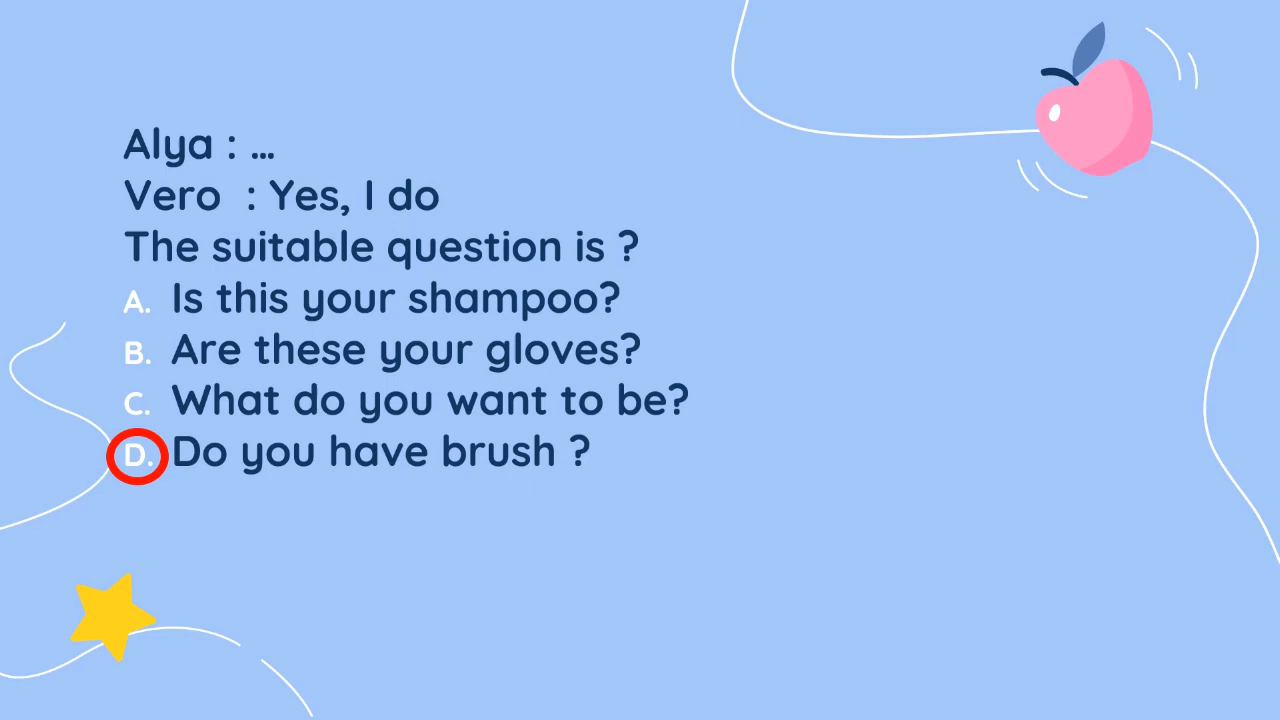 Alya : ...
Vero : Yes, I do
The suitable question is ?
A. Is this your shampoo?
B. Are these your gloves?
C. What do you want to be?
D. Do you have brush ?